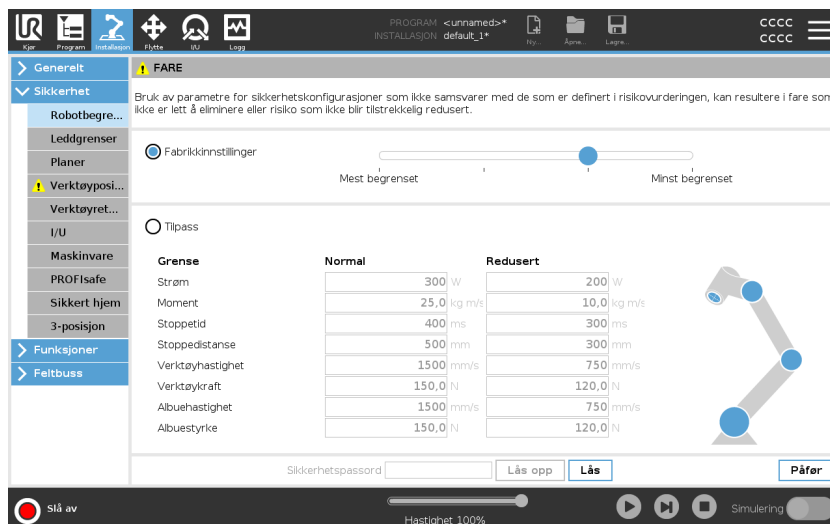 PROGRAM <unnamed>*
INSTALLASJON default_1*
CCCC
CCCC
Kjør Program Installasjon Flytte I/U Logg Ny... Åpne... Lagre...
Generelt
Sikkerhet
Robotbegre...
Leddgrenser
Planer
Verktøyposi...
Verktøyret...
I/U
Maskinvare
PROFIsafe
Sikkert hjem
3-posisjon
Funksjoner
Feltbuss
FARE
Bruk av parametre for sikkerhetskonfigurasjoner som ikke samsvarer med de som er definert i risikovurderingen, kan resultere i fare som
ikke er lett å eliminere eller risiko som ikke blir tilstrekkelig redusert.
Fabrikkinnstillinger
Mest begrenset Minst begrenset
Tilpass
Grense Normal Redusert
Strøm 300 W 200 W
Moment 25,0 kg m/s 10,0 kg m/s
Stoppetid 400 ms 300 ms
Stoppedistanse 500 mm 300 mm
Verktøyhastighet 1500 mm/s 750 mm/s
Verktøykraft 150,0 N 120,0 N
Albuehastighet 1500 mm/s 750 mm/s
Albuestyrke 150,0 N 120,0 N
Sikkerhetspassord Lås opp Lås Påfør
Slå av
Hastighet 100%
Simulering